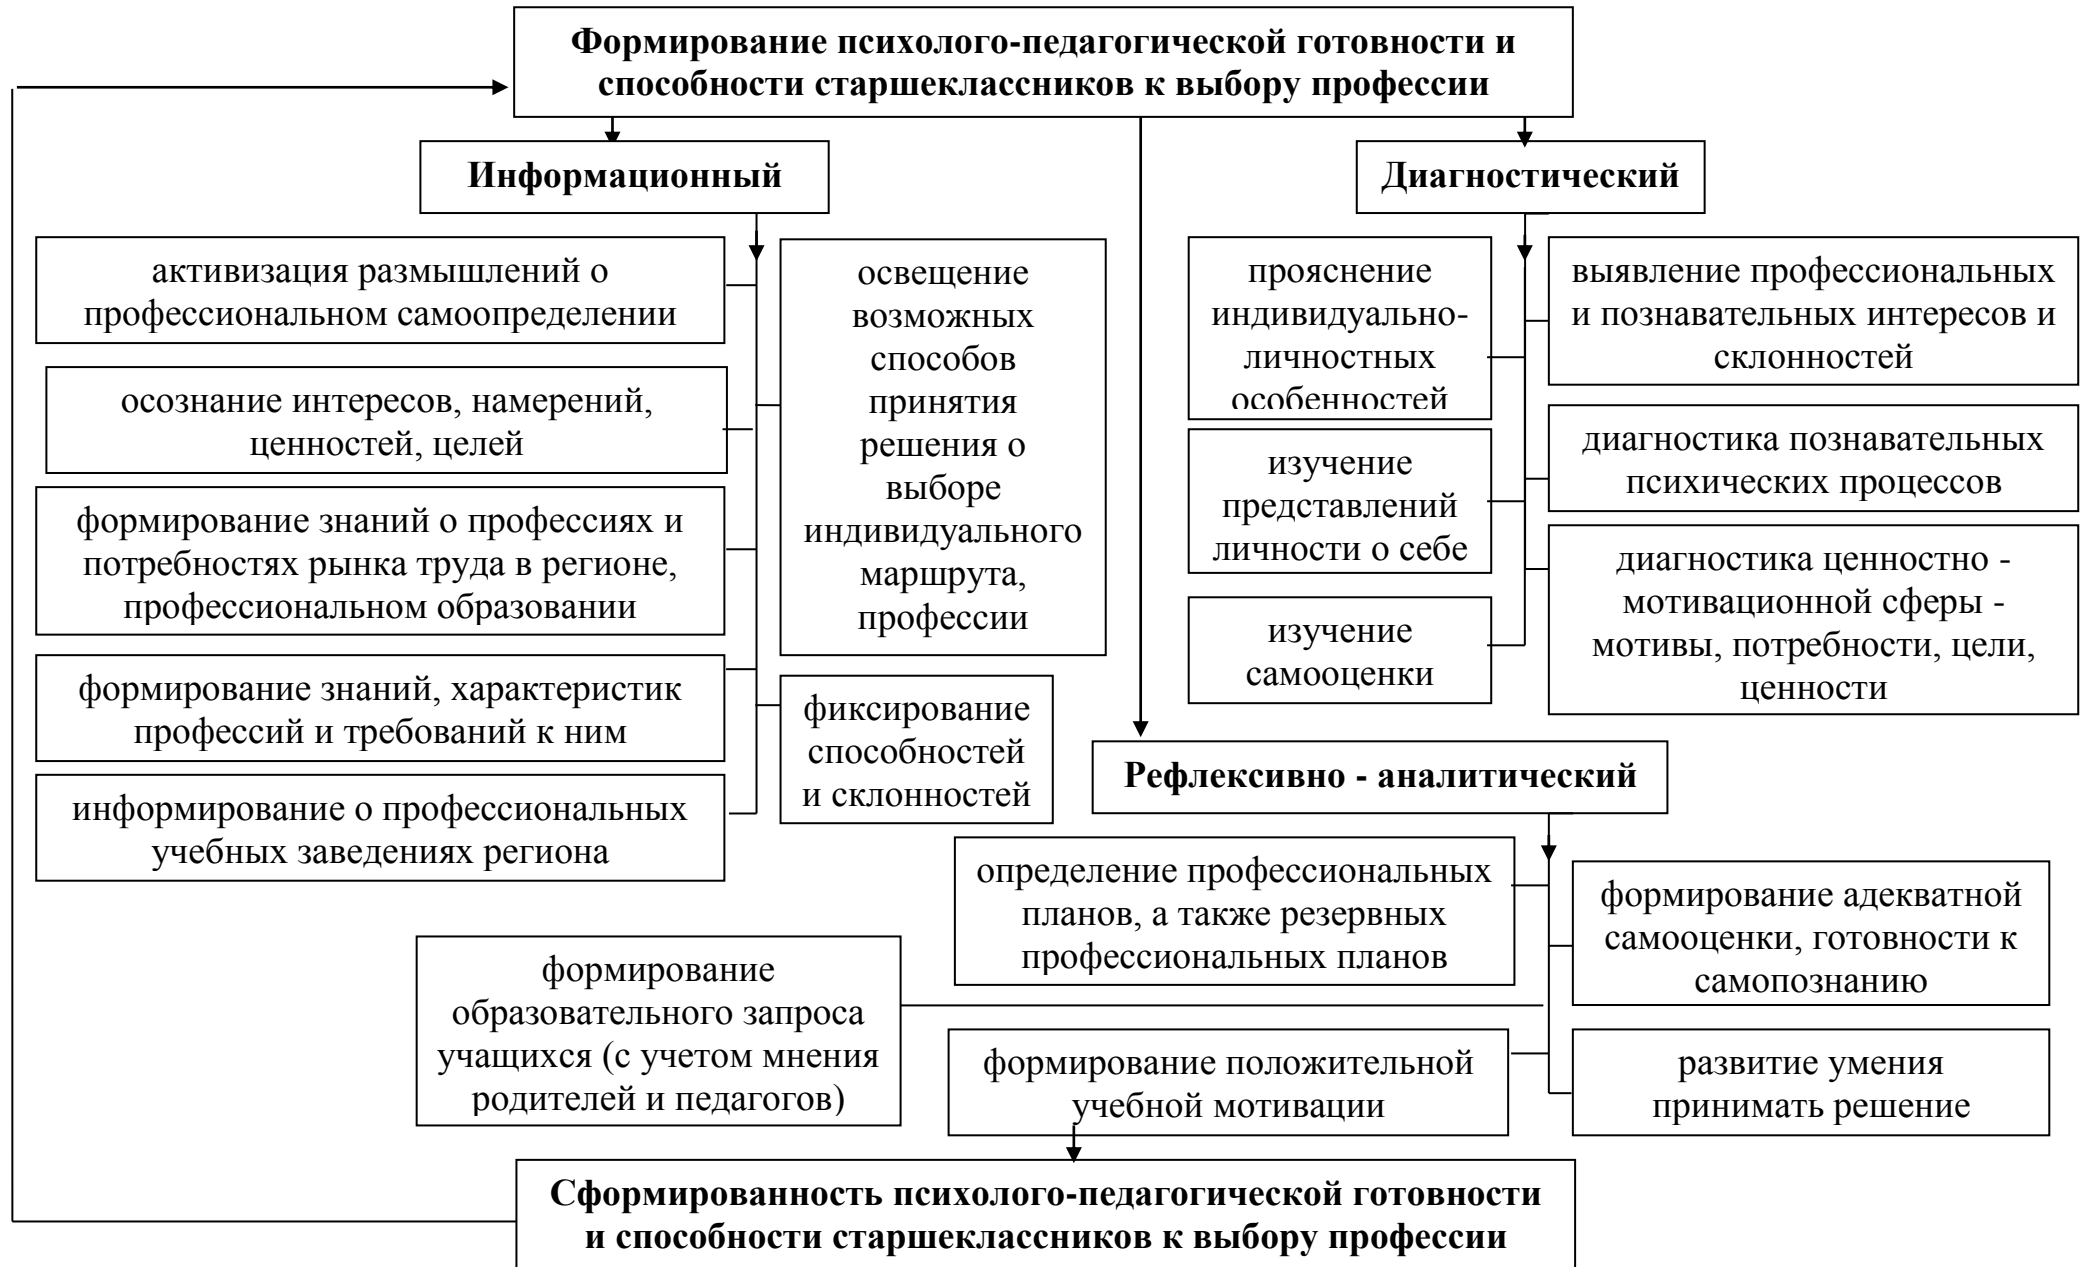 Формирование психолого-педагогической готовности и
способности старшеклассников к выбору профессии
Информационный
Диагностический
активизация размышлений о
профессиональном самоопределении
осознание интересов, намерений,
ценностей, целей
формирование знаний о профессиях и
потребностях рынка труда в регионе,
профессиональном образовании
формирование знаний, характеристик
профессий и требований к ним
информирование о профессиональных
учебных заведениях региона
освещение
возможных
способов
принятия
решения о
выборе
индивидуального
маршрута,
профессии
фиксирование
способностей
и склонностей
прояснение
индивидуально-
личностных
особенностей
изучение
представлений
личности о себе
изучение
самооценки
выявление профессиональных
и познавательных интересов и
склонностей
диагностика познавательных
психических процессов
диагностика ценностно -
мотивационной сферы -
мотивы, потребности, цели,
ценности
Рефлексивно - аналитический
определение профессиональных
планов, а также резервных
профессиональных планов
формирование адекватной
самооценки, готовности к
самопознанию
формирование
образовательного запроса
учащихся (с учетом мнения
родителей и педагогов)
формирование положительной
учебной мотивации
развитие умения
принимать решение
Сформированность психолого-педагогической готовности
и способности старшеклассников к выбору профессии